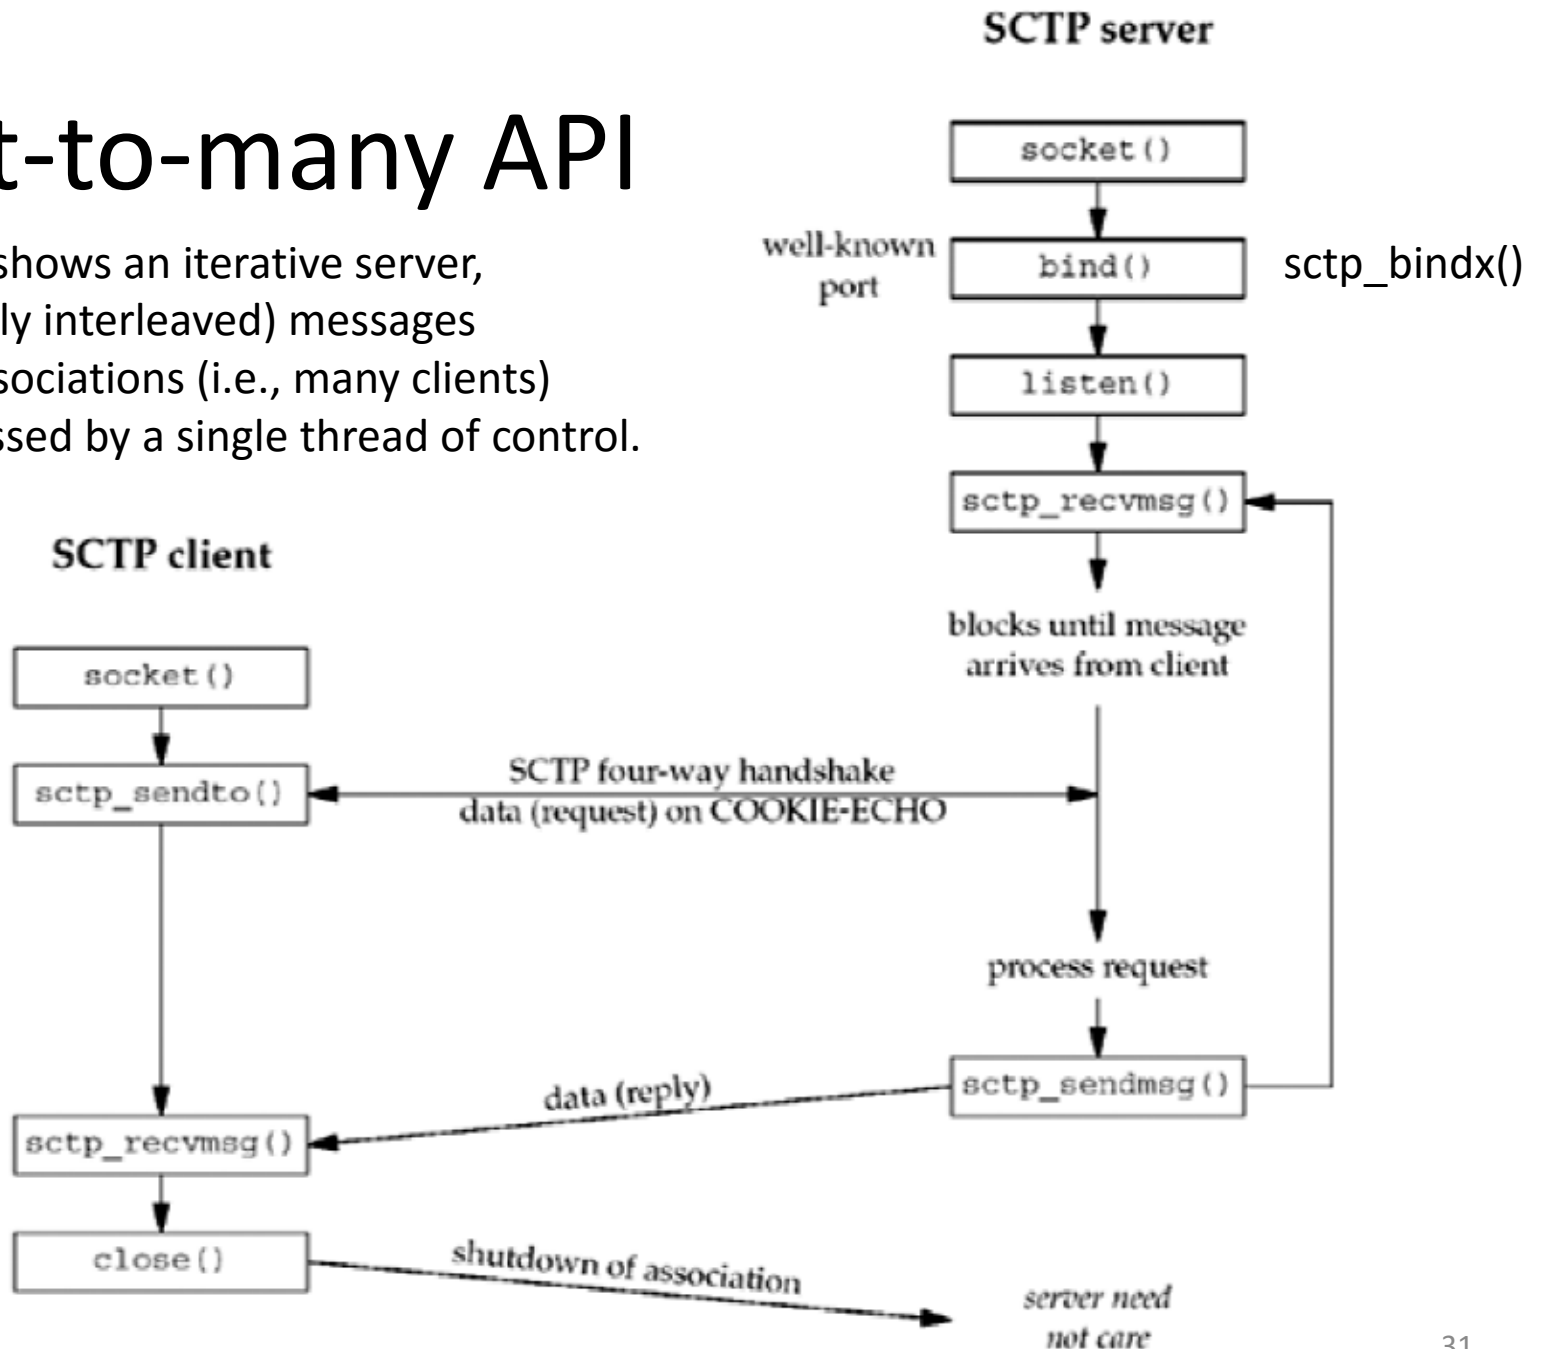 t-to-many API
shows an iterative server,
ly interleaved) messages
sociations (i.e., many clients)
ssed by a single thread of control.
SCTP server
socket()
well-known
port
bind()
sctp_bindx()
listen()
sctp_recvmsg()
blocks until message
arrives from client
SCTP client
socket()
sctp_sendto()
SCTP four-way handshake
data (request) on COOKIE-ECHO
process request
sctp_sendmsg()
data (reply)
sctp_recvmsg()
close()
shutdown of association
server need
not care
31